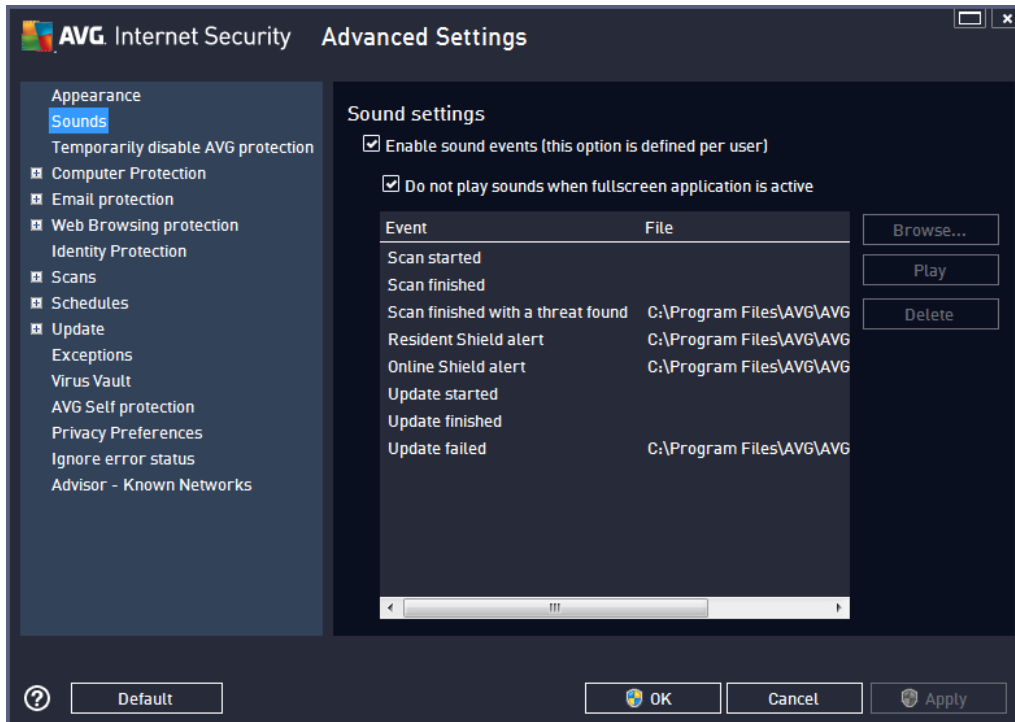 AVG. Internet Security Advanced Settings
Appearance
Sounds
Temporarily disable AVG protection
Computer Protection
Email protection
Web Browsing protection
Identity Protection
Scans
Schedules
Update
Exceptions
Virus Vault
AVG Self protection
Privacy Preferences
Ignore error status
Advisor - Known Networks
Sound settings
Enable sound events (this option is defined per user)
Do not play sounds when fullscreen application is active
Event File
Scan started
Scan finished
Scan finished with a threat found C:\Program Files\AVG\AVG
Resident Shield alert C:\Program Files\AVG\AVG
Online Shield alert C:\Program Files\AVG\AVG
Update started
Update finished
Update failed C:\Program Files\AVG\AVG
Browse...
Play
Delete
Default
OK
Cancel
Apply